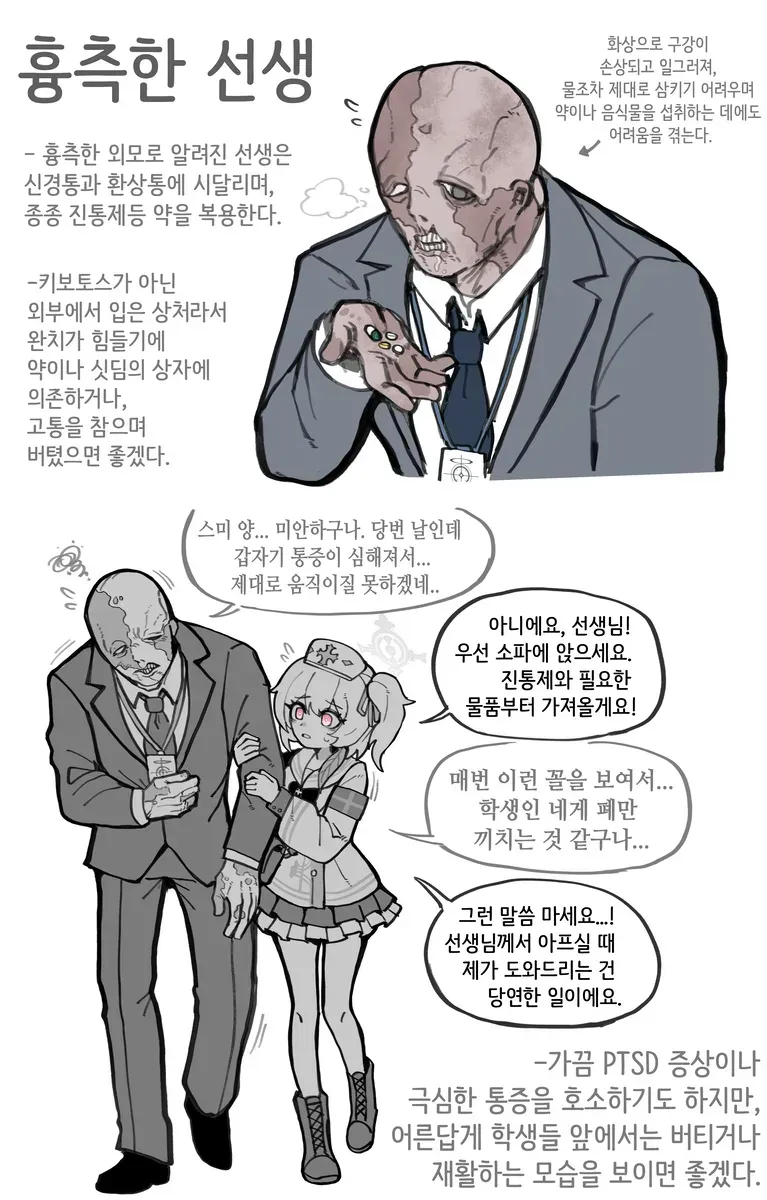 흉측한 선생
화상으로 구강이
손상되고 일그러져,
물조차 제대로 삼키기 어려우며
약이나 음식물을 섭취하는 데에도
어려움을 겪는다.
- 흉측한 외모로 알려진 선생은
신경통과 환상통에 시달리며,
종종 진통제등 약을 복용한다.
-키보토스가 아닌
외부에서 입은 상처라서
완치가 힘들기에
약이나 싯딤의 상자에
의존하거나,
고통을 참으며
버텼으면 좋겠다.
스미 양... 미안하구나. 당번 날인데
갑자기 통증이 심해져서...
제대로 움직이질 못하겠네..
아니에요, 선생님!
우선 소파에 앉으세요.
진통제와 필요한
물품부터 가져올게요!
매번 이런 꼴을 보여서...
학생인 네게 폐만
끼치는 것 같구나...
그런 말씀 마세요...!
선생님께서 아프실 때
제가 도와드리는 건
당연한 일이에요.
-가끔 PTSD 증상이나
극심한 통증을 호소하기도 하지만,
어른답게 학생들 앞에서는 버티거나
재활하는 모습을 보이면 좋겠다.